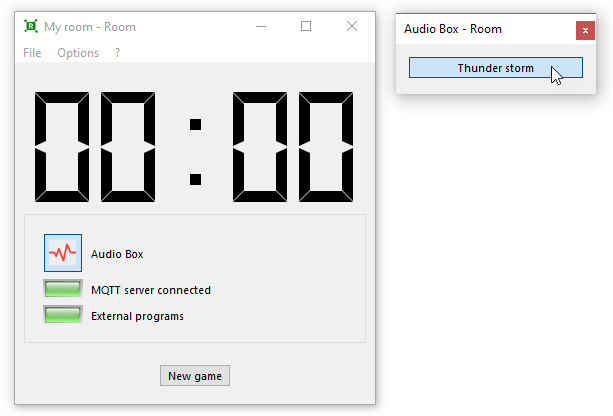 My room - Room
File Options ?
00:00
Audio Box
MQTT server connected
External programs
New game
Audio Box - Room
x
Thunder storm